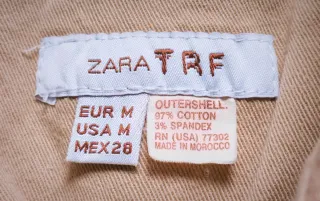 ZARA TRF
EUR M
USA M
MEX 28
OUTERSHELL:
97% COTTON
3% SPANDEX
RN (USA) 77302
MADE IN MOROCCO